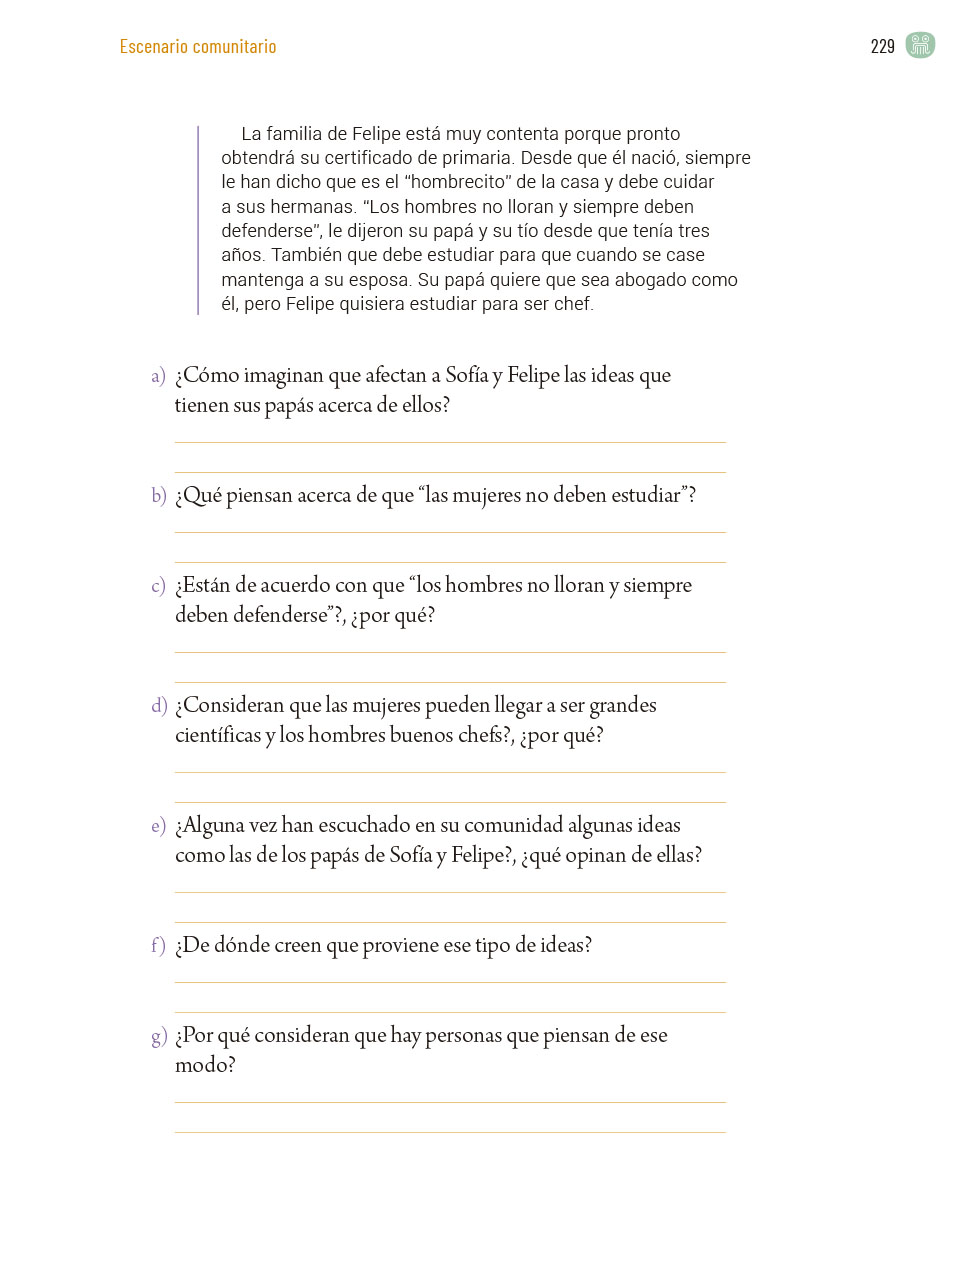 Escenario comunitario
229
La familia de Felipe está muy contenta porque pronto
obtendrá su certificado de primaria. Desde que él nació, siempre
le han dicho que es el “hombrecito” de la casa y debe cuidar
a sus hermanas. “Los hombres no lloran y siempre deben
defenderse”, le dijeron su papá y su tío desde que tenía tres
años. También que debe estudiar para que cuando se case
mantenga a su esposa. Su papá quiere que sea abogado como
él, pero Felipe quisiera estudiar para ser chef.
a) ¿Cómo imaginan que afectan a Sofía y Felipe las ideas que
tienen sus papás acerca de ellos?
b) ¿Qué piensan acerca de que “las mujeres no deben estudiar”?
c) ¿Están de acuerdo con que “los hombres no lloran y siempre
deben defenderse”?, ¿por qué?
d) ¿Consideran que las mujeres pueden llegar a ser grandes
científicas y los hombres buenos chefs?, ¿por qué?
e) ¿Alguna vez han escuchado en su comunidad algunas ideas
como las de los papás de Sofía y Felipe?, ¿qué opinan de ellas?
f) ¿De dónde creen que proviene ese tipo de ideas?
g) ¿Por qué consideran que hay personas que piensan de ese
modo?